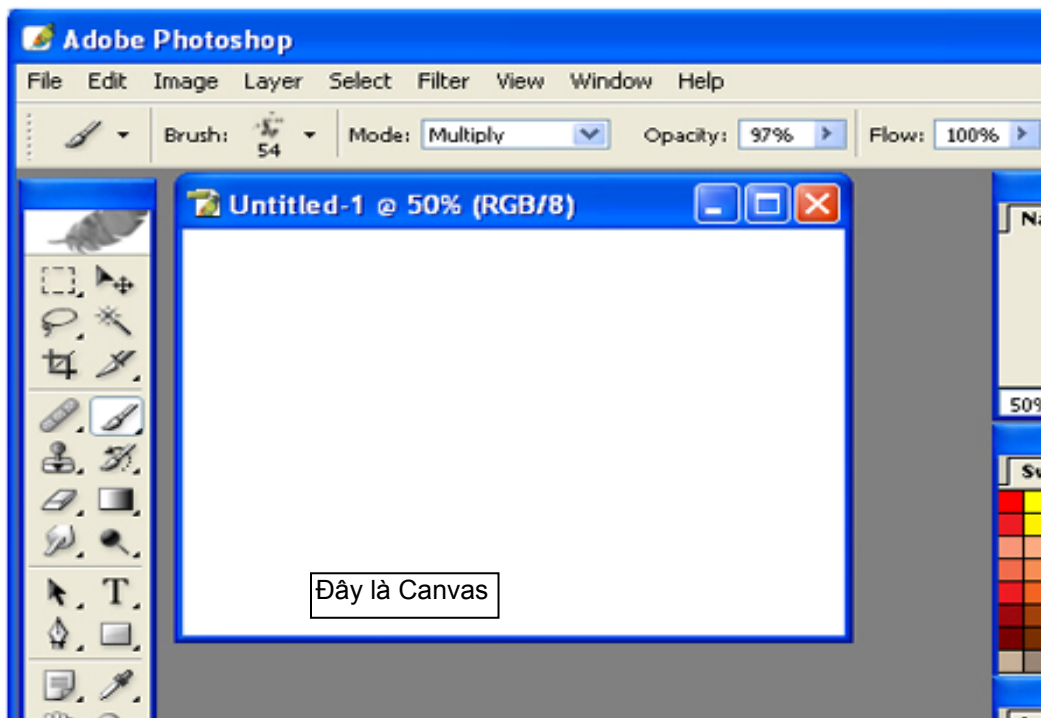 Adobe Photoshop
File Edit Image Layer Select Filter View Window Help
Brush: 54 Mode: Multiply Opacity: 97% Flow: 100%
Untitled-1 @ 50% (RGB/8)
T
Đây là Canvas